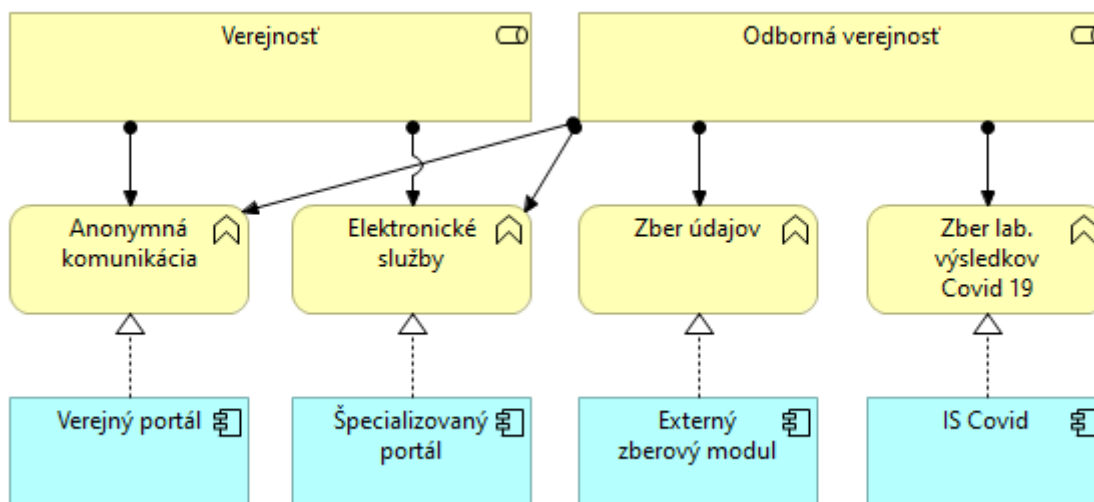 Verejnosť
Odborná verejnosť
Anonymná
komunikácia
Elektronické
služby
Zber údajov
Zber lab.
výsledkov
Covid 19
Verejný portál
Špecializovaný
portál
Externý
zberový modul
IS Covid